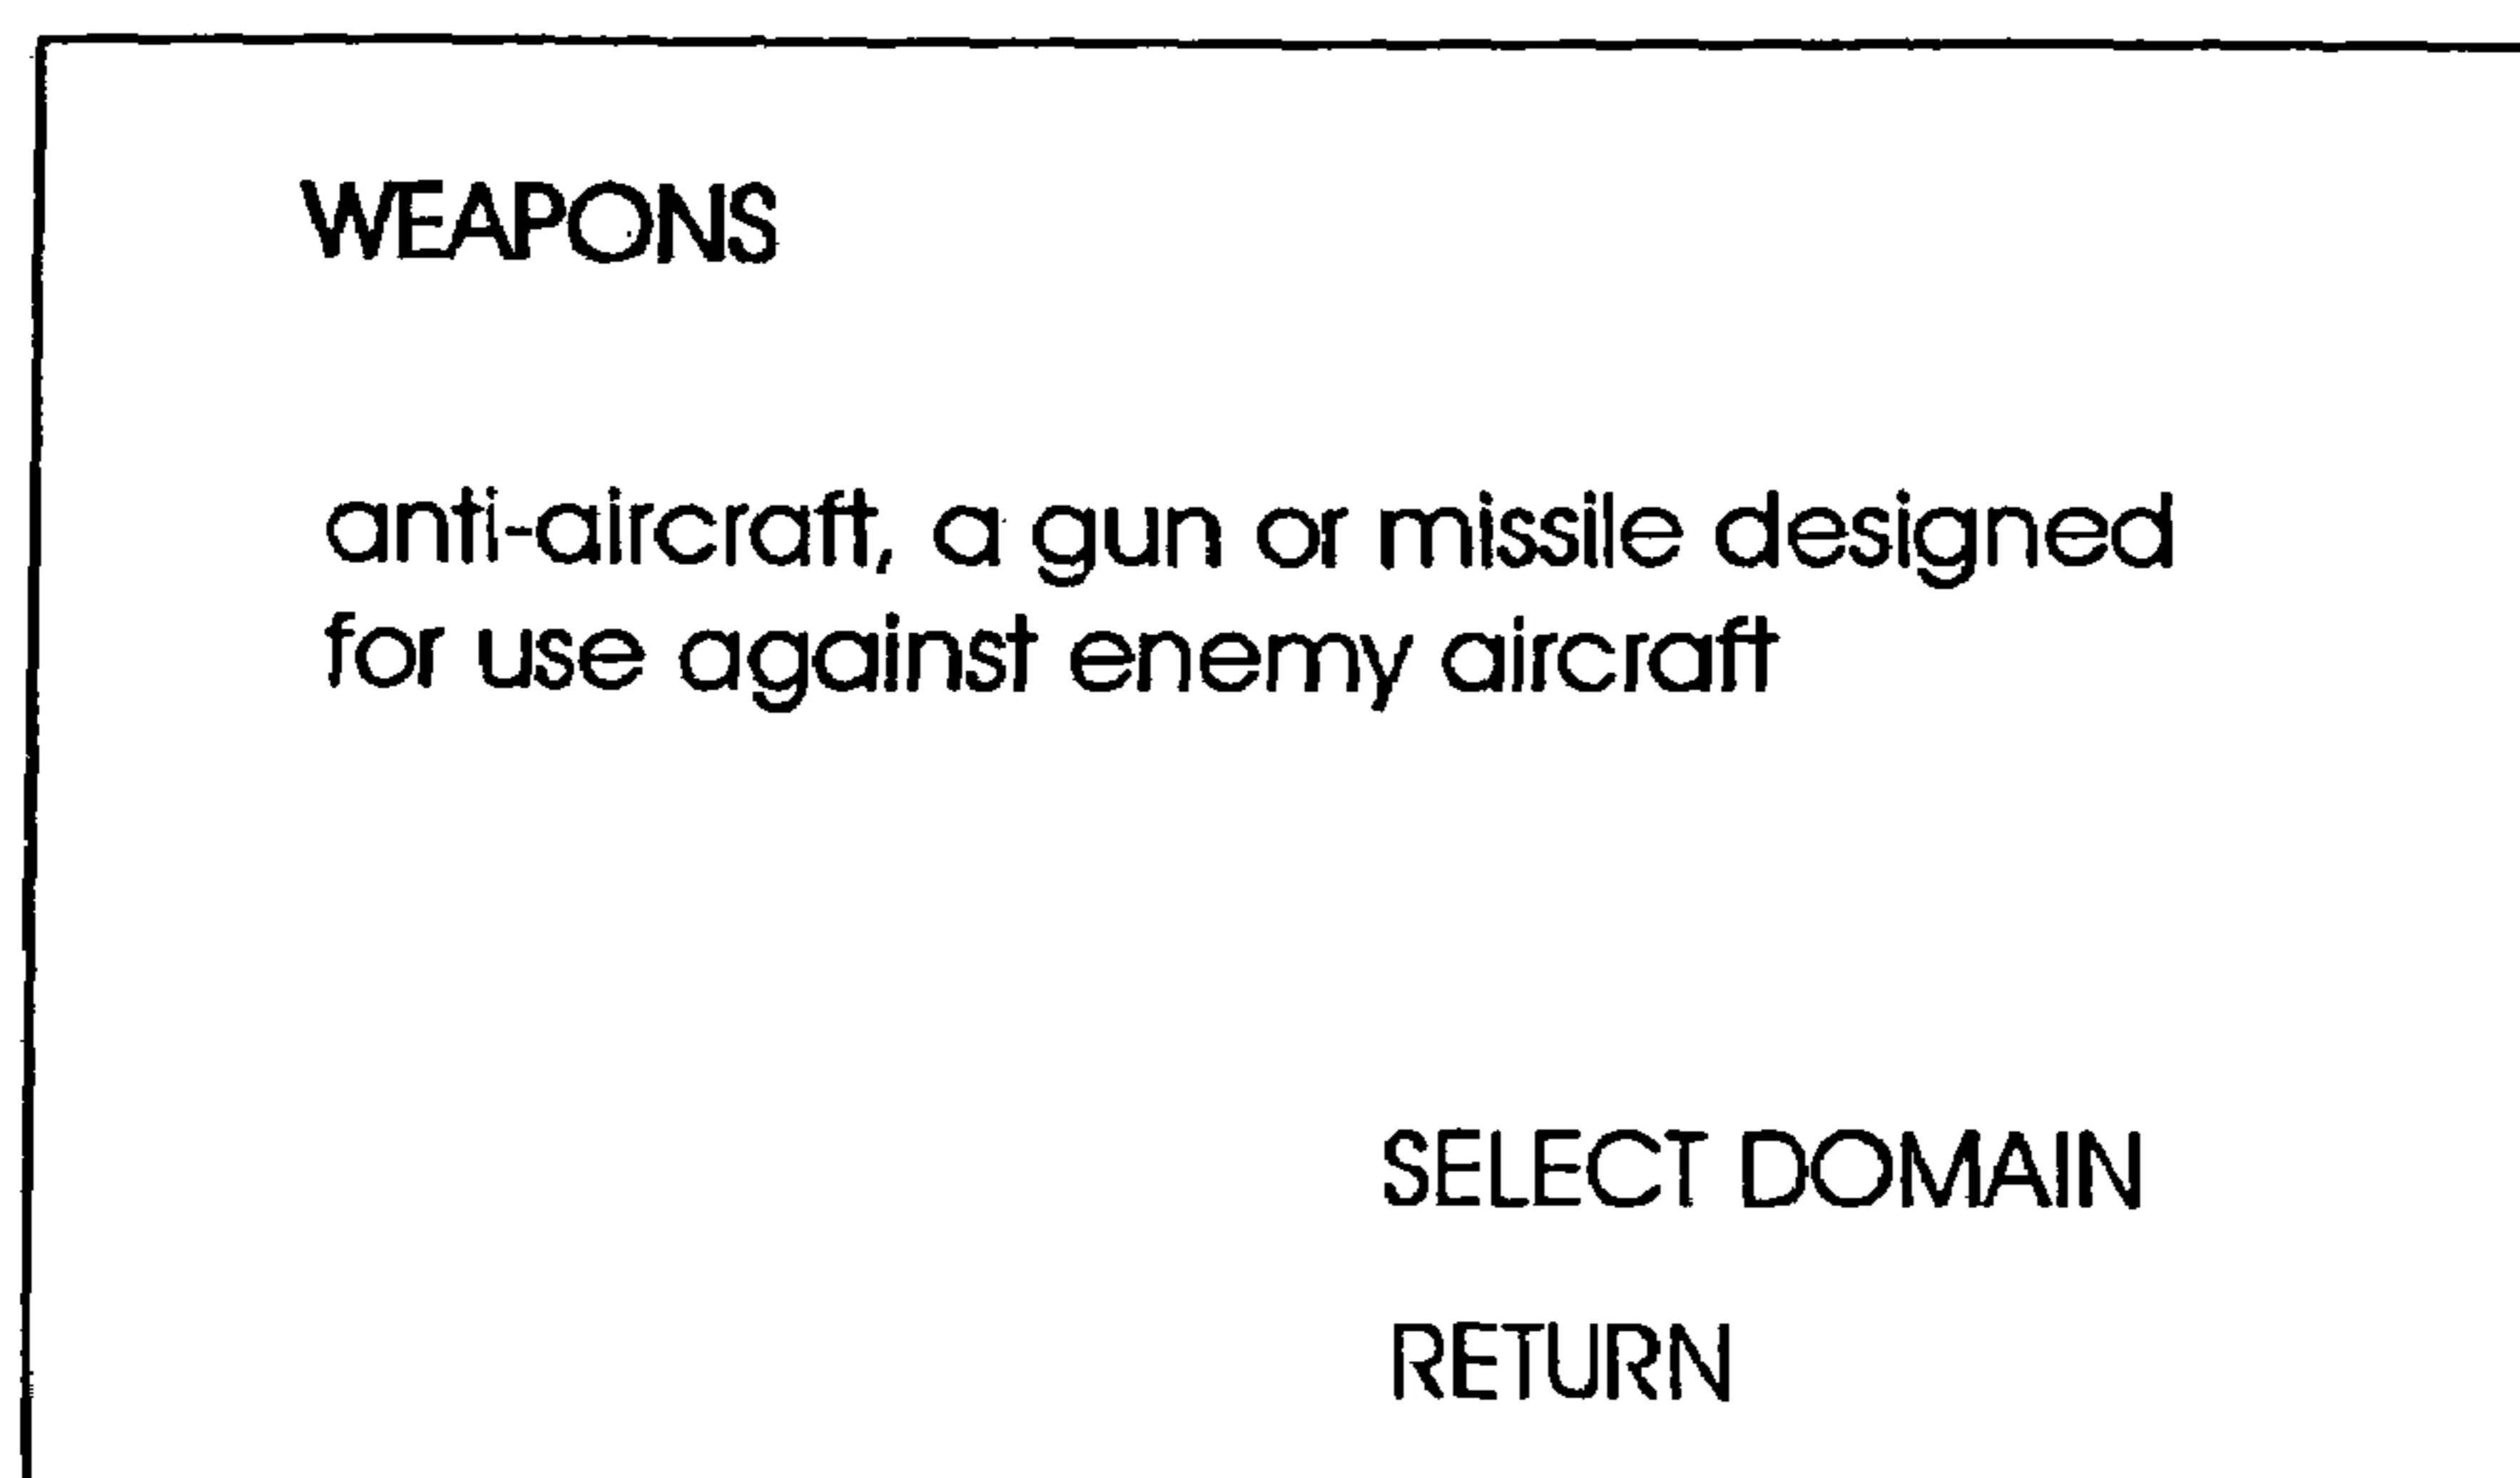 WEAPONS
anti-aircraft, a gun or missile designed
for use against enemy aircraft
SELECT DOMAIN
RETURN